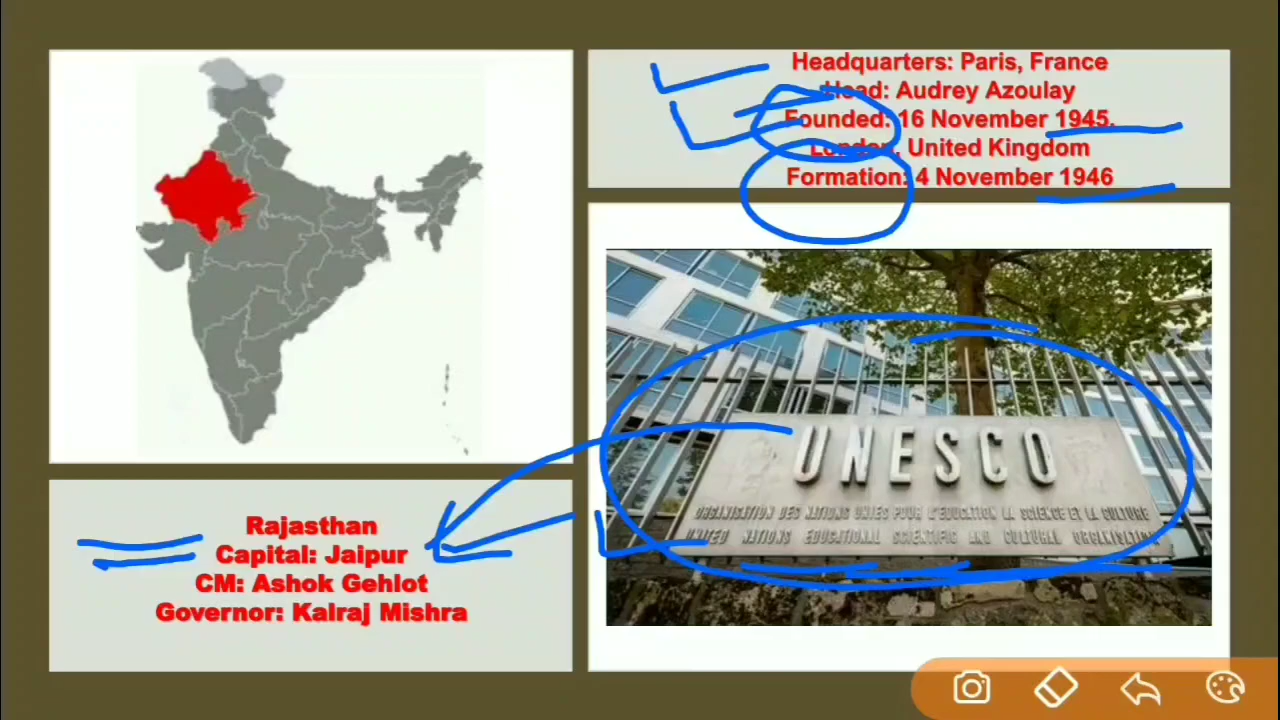 Headquarters: Paris, France
Head: Audrey Azoulay
Founded: 16 November 1945,
London, United Kingdom
Formation: 4 November 1946
UNESCO
ORGANISATION DES NATIONS UNIES POUR L'EDUCATION LA SCIENCE ET LA CULTURE
UNITED NATIONS EDUCATIONAL SCIENTIFIC AND CULTURAL ORGANISATION
Rajasthan
Capital: Jaipur
CM: Ashok Gehlot
Governor: Kalraj Mishra